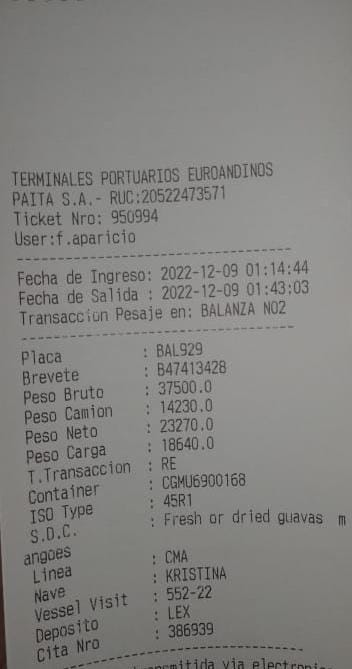 TERMINALES PORTUARIOS EUROANDINOS
PAITA S.A.- RUC:20522473571
Ticket Nro: 950994
User:f.aparicio
Fecha de Ingreso: 2022-12-09 01:14:44
Fecha de Salida : 2022-12-09 01:43:03
Transaccion Pesaje en: BALANZA NO2
Placa : BAL929
Brevete : B47413428
Peso Bruto : 37500.0
Peso Camion : 14230.0
Peso Neto : 23270.0
Peso Carga : 18640.0
T.Transaccion : RE
Container : CGMU6900168
ISO Type : 45R1
S.D.C. : Fresh or dried guavas m
angoes
Linea : CMA
Nave : KRISTINA
Vessel Visit : 552-22
Deposito : LEX
Cita Nro : 386939
transmitida via electroni